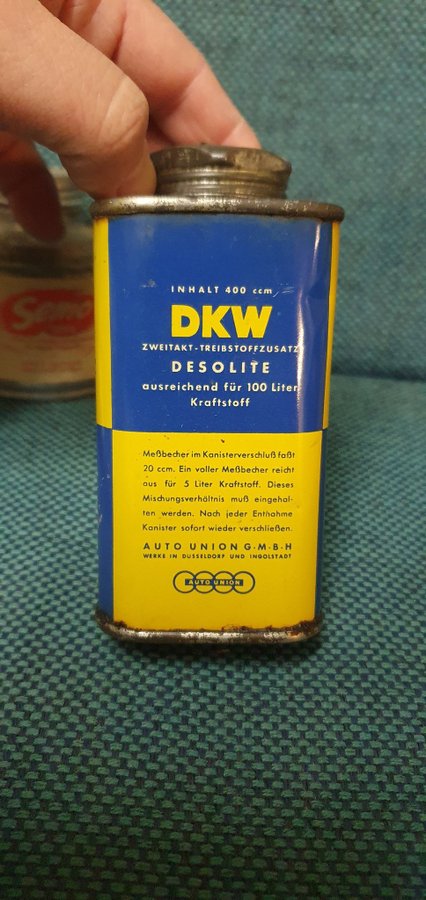 INHALT 400 ccm
DKW
ZWEITAKT-TREIBSTOFFZUSATZ
DESOLITE
ausreichend für 100 Liter
Kraftstoff
Meßbecher im Kanisterverschluß faßt
20 ccm. Ein voller Meßbecher reicht
aus für 5 Liter Kraftstoff. Dieses
Mischungsverhältnis muß eingehal-
ten werden. Nach jeder Entnahme
Kanister sofort wieder verschließen.
AUTO UNION G·M·B·H
WERKE IN DÜSSELDORF UND INGOLSTADT
AUTO UNION